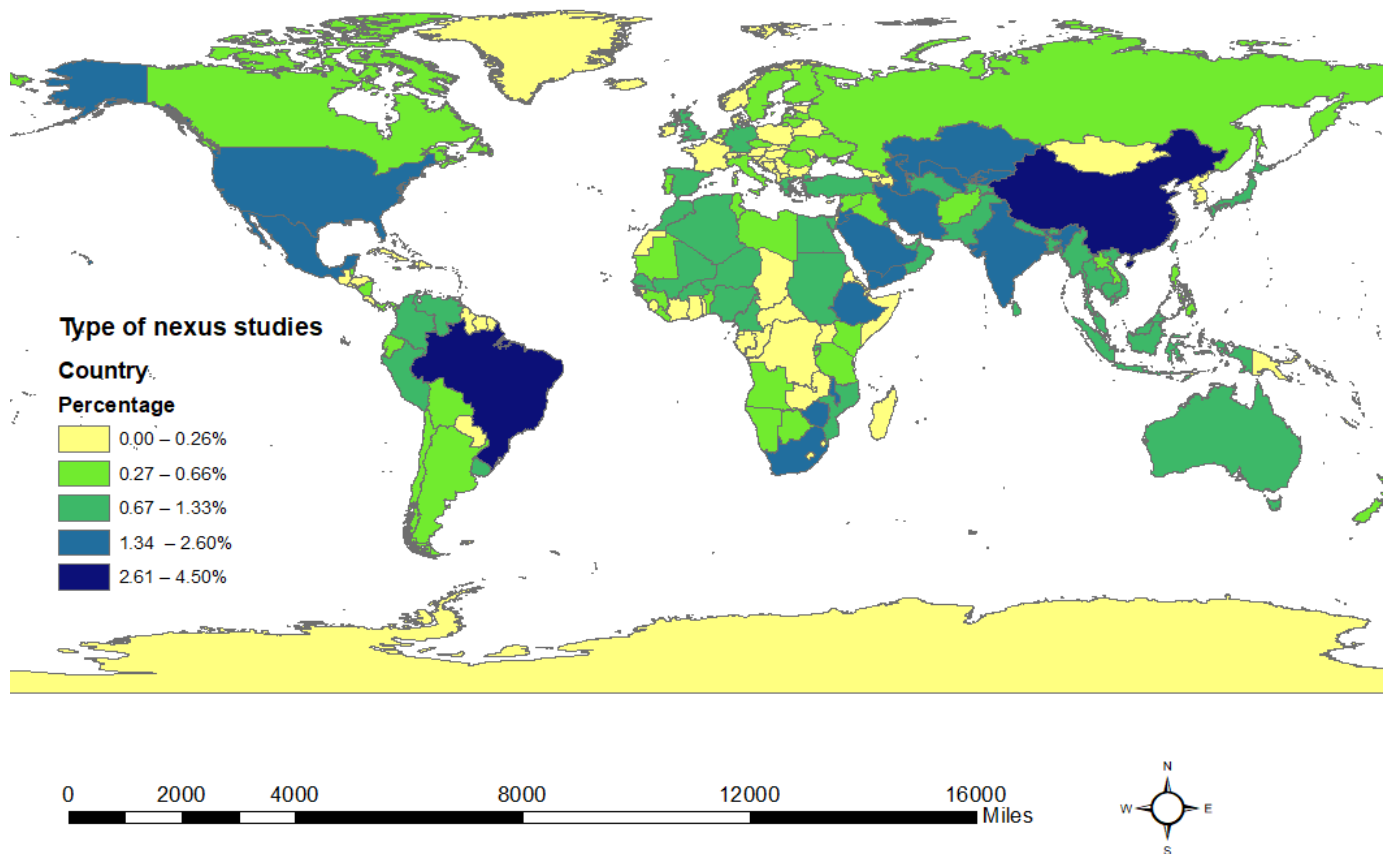 Type of nexus studies
Country
Percentage
0.00 – 0.26%
0.27 – 0.66%
0.67 – 1.33%
1.34 – 2.60%
2.61 – 4.50%
0 2000 4000 8000 12000 16000
Miles
N
W E
S